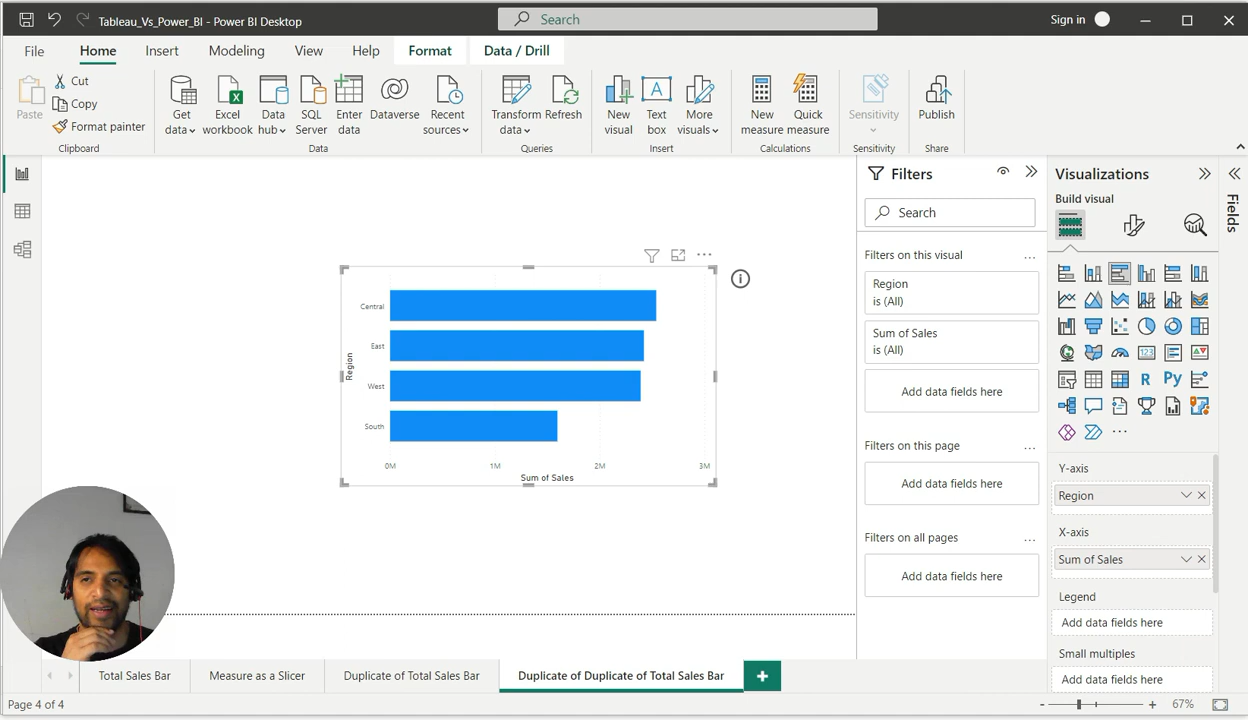 Tableau_Vs_Power_BI - Power BI Desktop
Search
Sign in
File
Home
Insert
Modeling
View
Help
Format
Data / Drill
Paste
Cut
Copy
Format painter
Clipboard
Get
data
Excel
workbook
Data
hub
SQL
Server
Enter
data
Dataverse
Recent
sources
Data
Transform
data
Refresh
Queries
New
visual
A
Text
box
More
visuals
Insert
New
measure
Quick
measure
Calculations
Sensitivity
Sensitivity
Publish
Share
Region
Central
East
West
South
0M
1M
2M
3M
Sum of Sales
Filters
Search
Filters on this visual
...
Region
is (All)
Sum of Sales
is (All)
Add data fields here
Filters on this page
...
Add data fields here
Filters on all pages
...
Add data fields here
Visualizations
Build visual
123
R
Py
...
Y-axis
Region
X-axis
Sum of Sales
Legend
Add data fields here
Small multiples
Add data fields here
Fields
Total Sales Bar
Measure as a Slicer
Duplicate of Total Sales Bar
Duplicate of Duplicate of Total Sales Bar
+
Page 4 of 4
-
+
67%